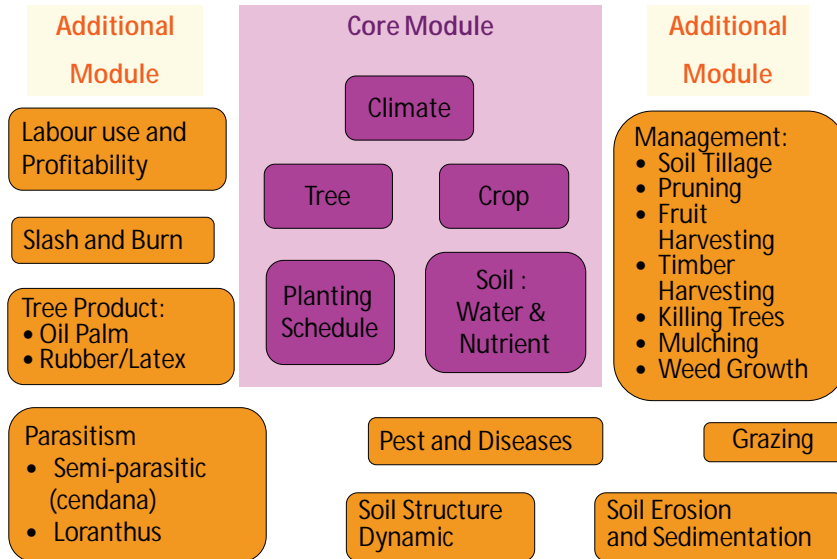 Additional
Module
Labour use and
Profitability
Slash and Burn
Tree Product:
• Oil Palm
• Rubber/Latex
Parasitism
• Semi-parasitic
(cendana)
• Loranthus
Core Module
Climate
Tree
Crop
Planting
Schedule
Soil :
Water &
Nutrient
Additional
Module
Management:
• Soil Tillage
• Pruning
• Fruit
Harvesting
• Timber
Harvesting
• Killing Trees
• Mulching
• Weed Growth
Pest and Diseases
Grazing
Soil Structure
Dynamic
Soil Erosion
and Sedimentation